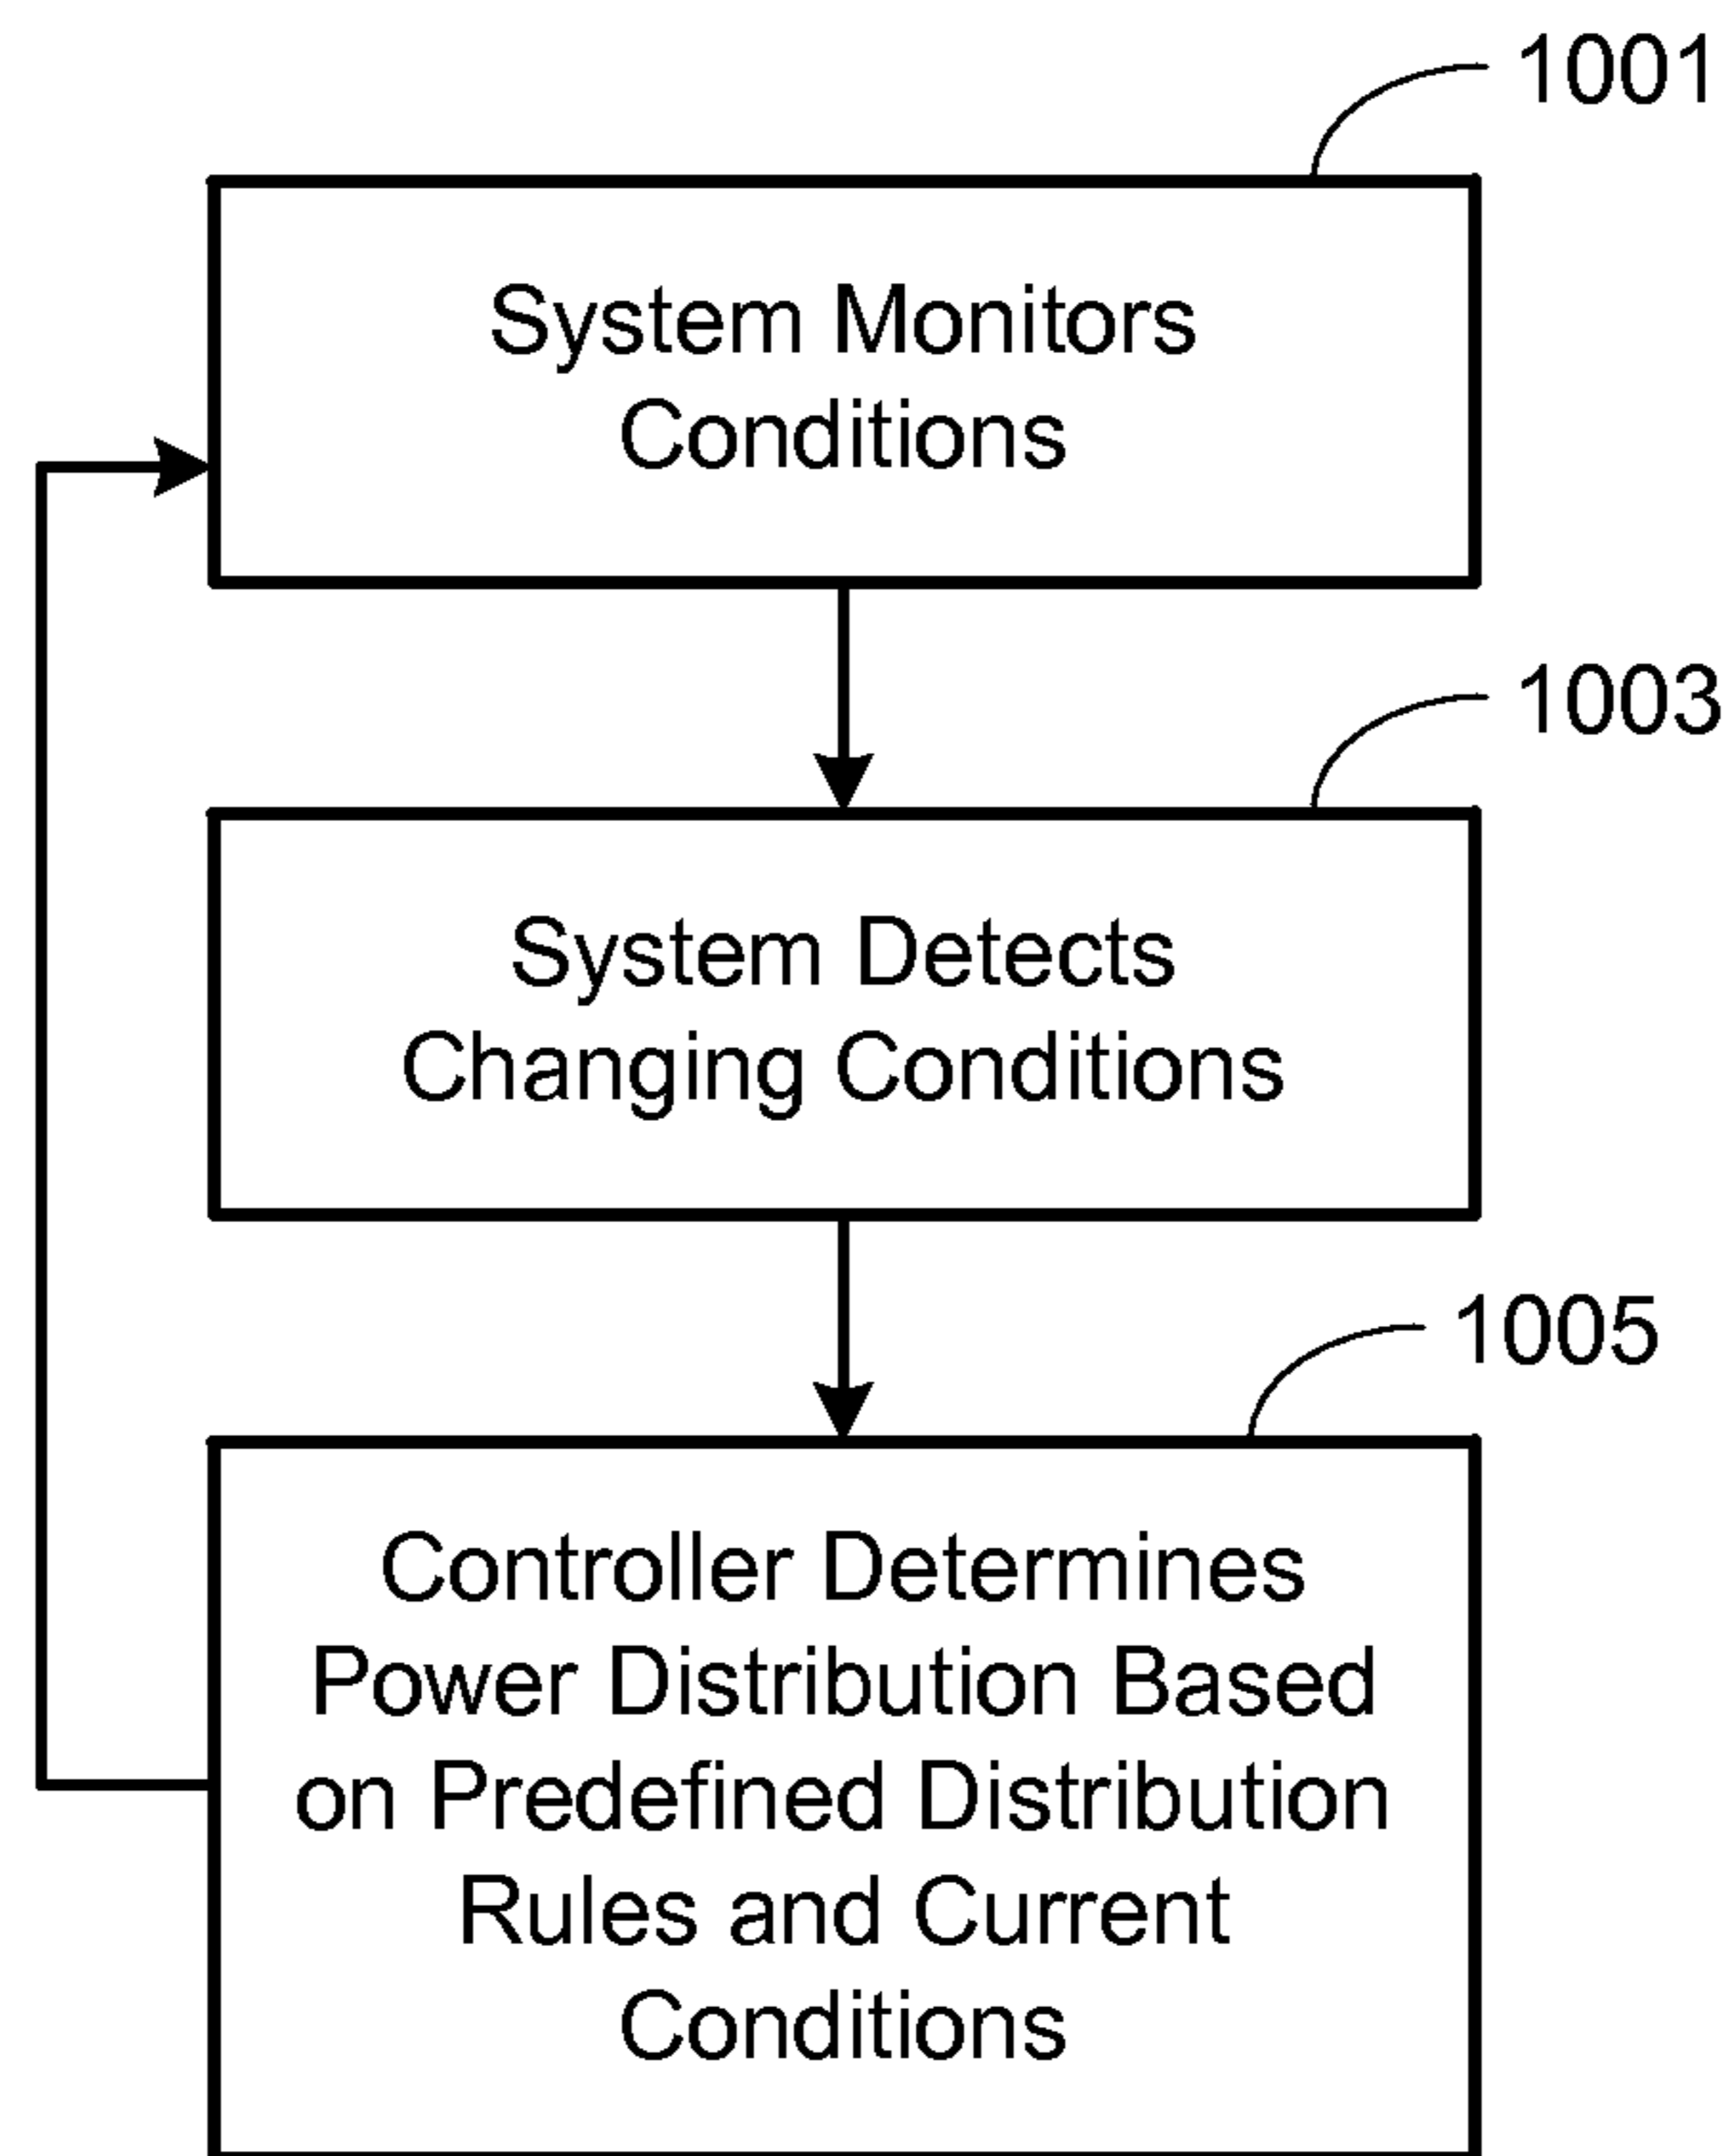 1001
System Monitors
Conditions
1003
System Detects
Changing Conditions
1005
Controller Determines
Power Distribution Based
on Predefined Distribution
Rules and Current
Conditions